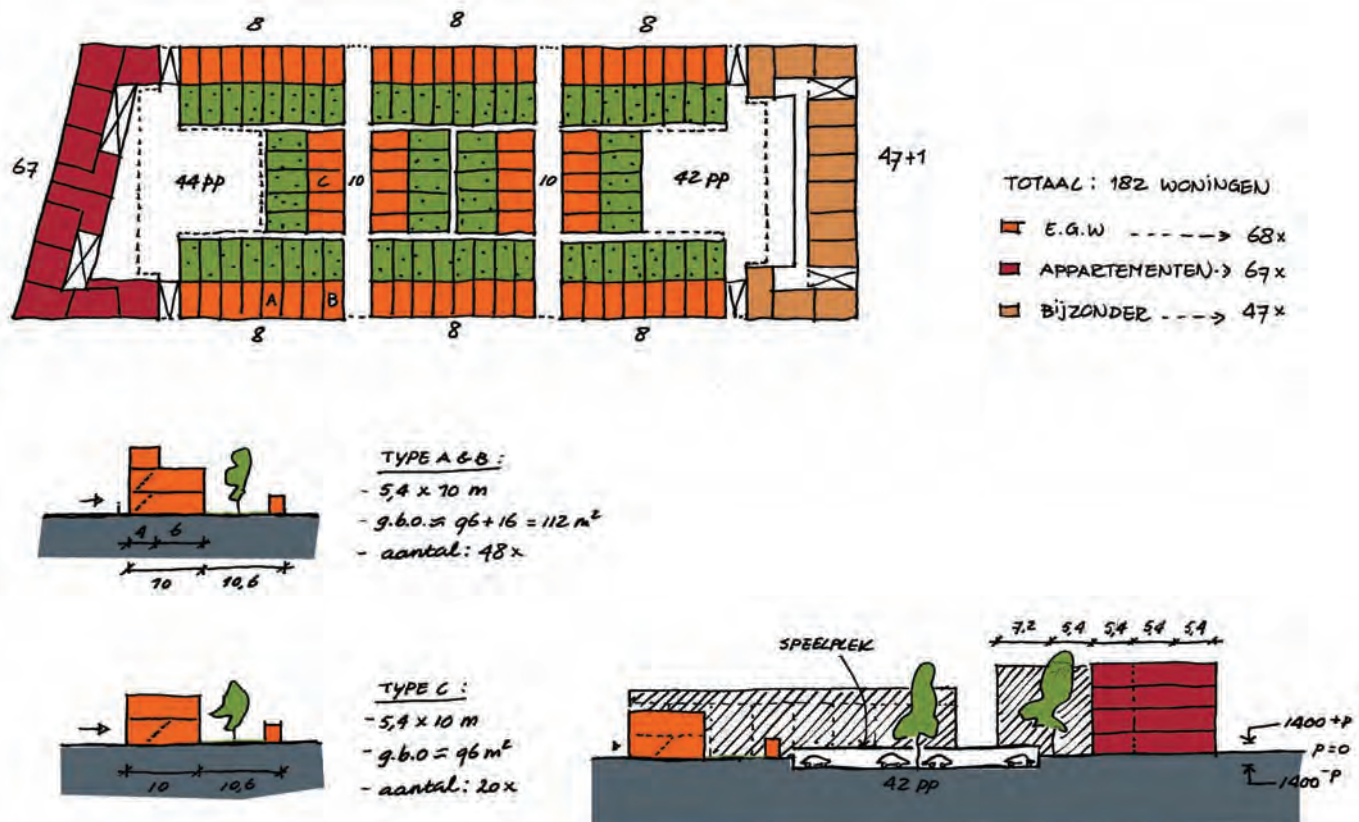 8 8 8
67
44 pp
C
10
10
42 pp
47+1
A B
8 8 8
TOTAAL : 182 WONINGEN
E.G.W ----> 68x
APPARTEMENTEN -> 67x
BIJZONDER ----> 47x
4 6
10 10,6
TYPE A & B :
- 5,4 x 10 m
- g.b.o. ≈ 96 + 16 = 112 m²
- aantal : 48 x
10 10,6
TYPE C :
- 5,4 x 10 m
- g.b.o ≈ 96 m²
- aantal : 20x
SPEELPLEK
7,2 5,4 5,4 5,4 5,4
42 pp
1400 +P
P=0
1400 -P